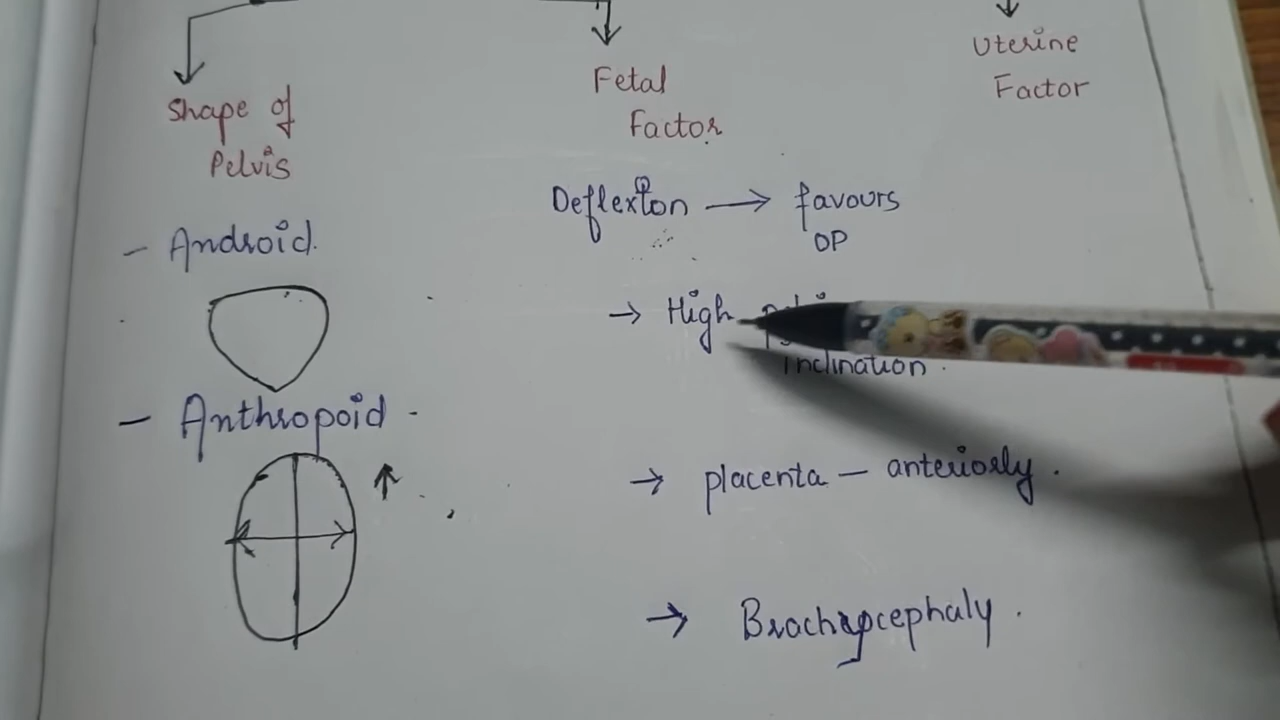 Shape of
Pelvis
- Android.
- Anthropoid -
↑
Fetal
Factor
Deflexion → favours
OP
→ High
inclination.
→ placenta - anteriorly.
→ Brachycephaly.
Uterine
Factor